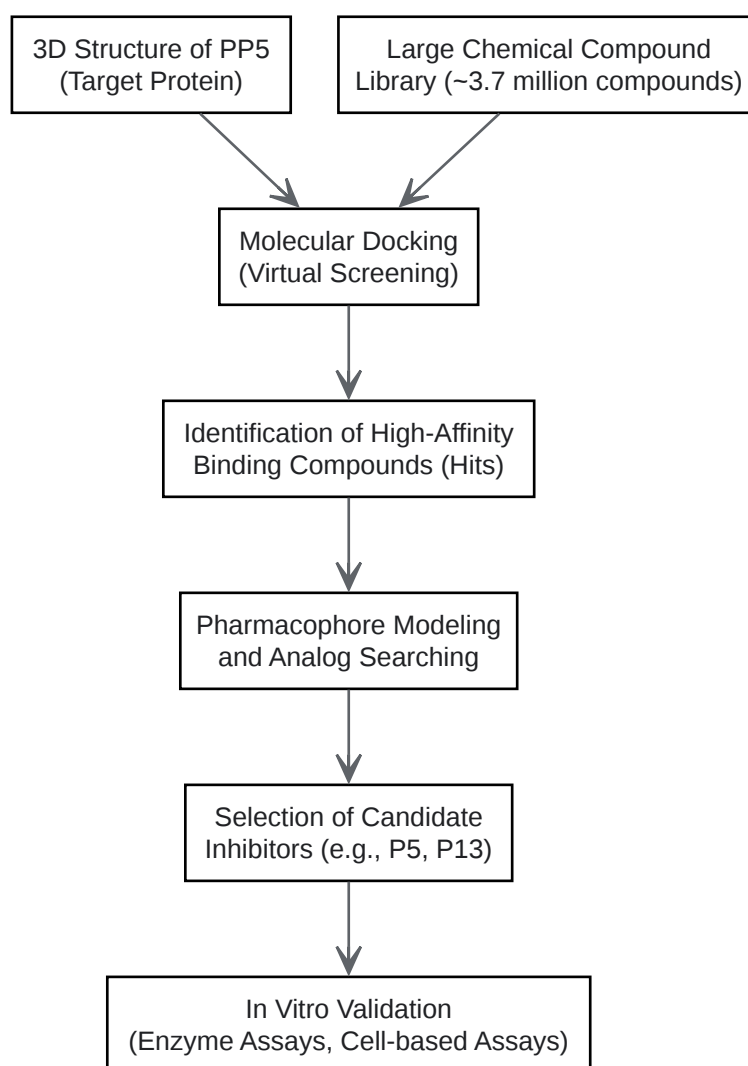 3D Structure of PP5
(Target Protein)
Large Chemical Compound
Library (~3.7 million compounds)
Molecular Docking
(Virtual Screening)
Identification of High-Affinity
Binding Compounds (Hits)
Pharmacophore Modeling
and Analog Searching
Selection of Candidate
Inhibitors (e.g., P5, P13)
In Vitro Validation
(Enzyme Assays, Cell-based Assays)